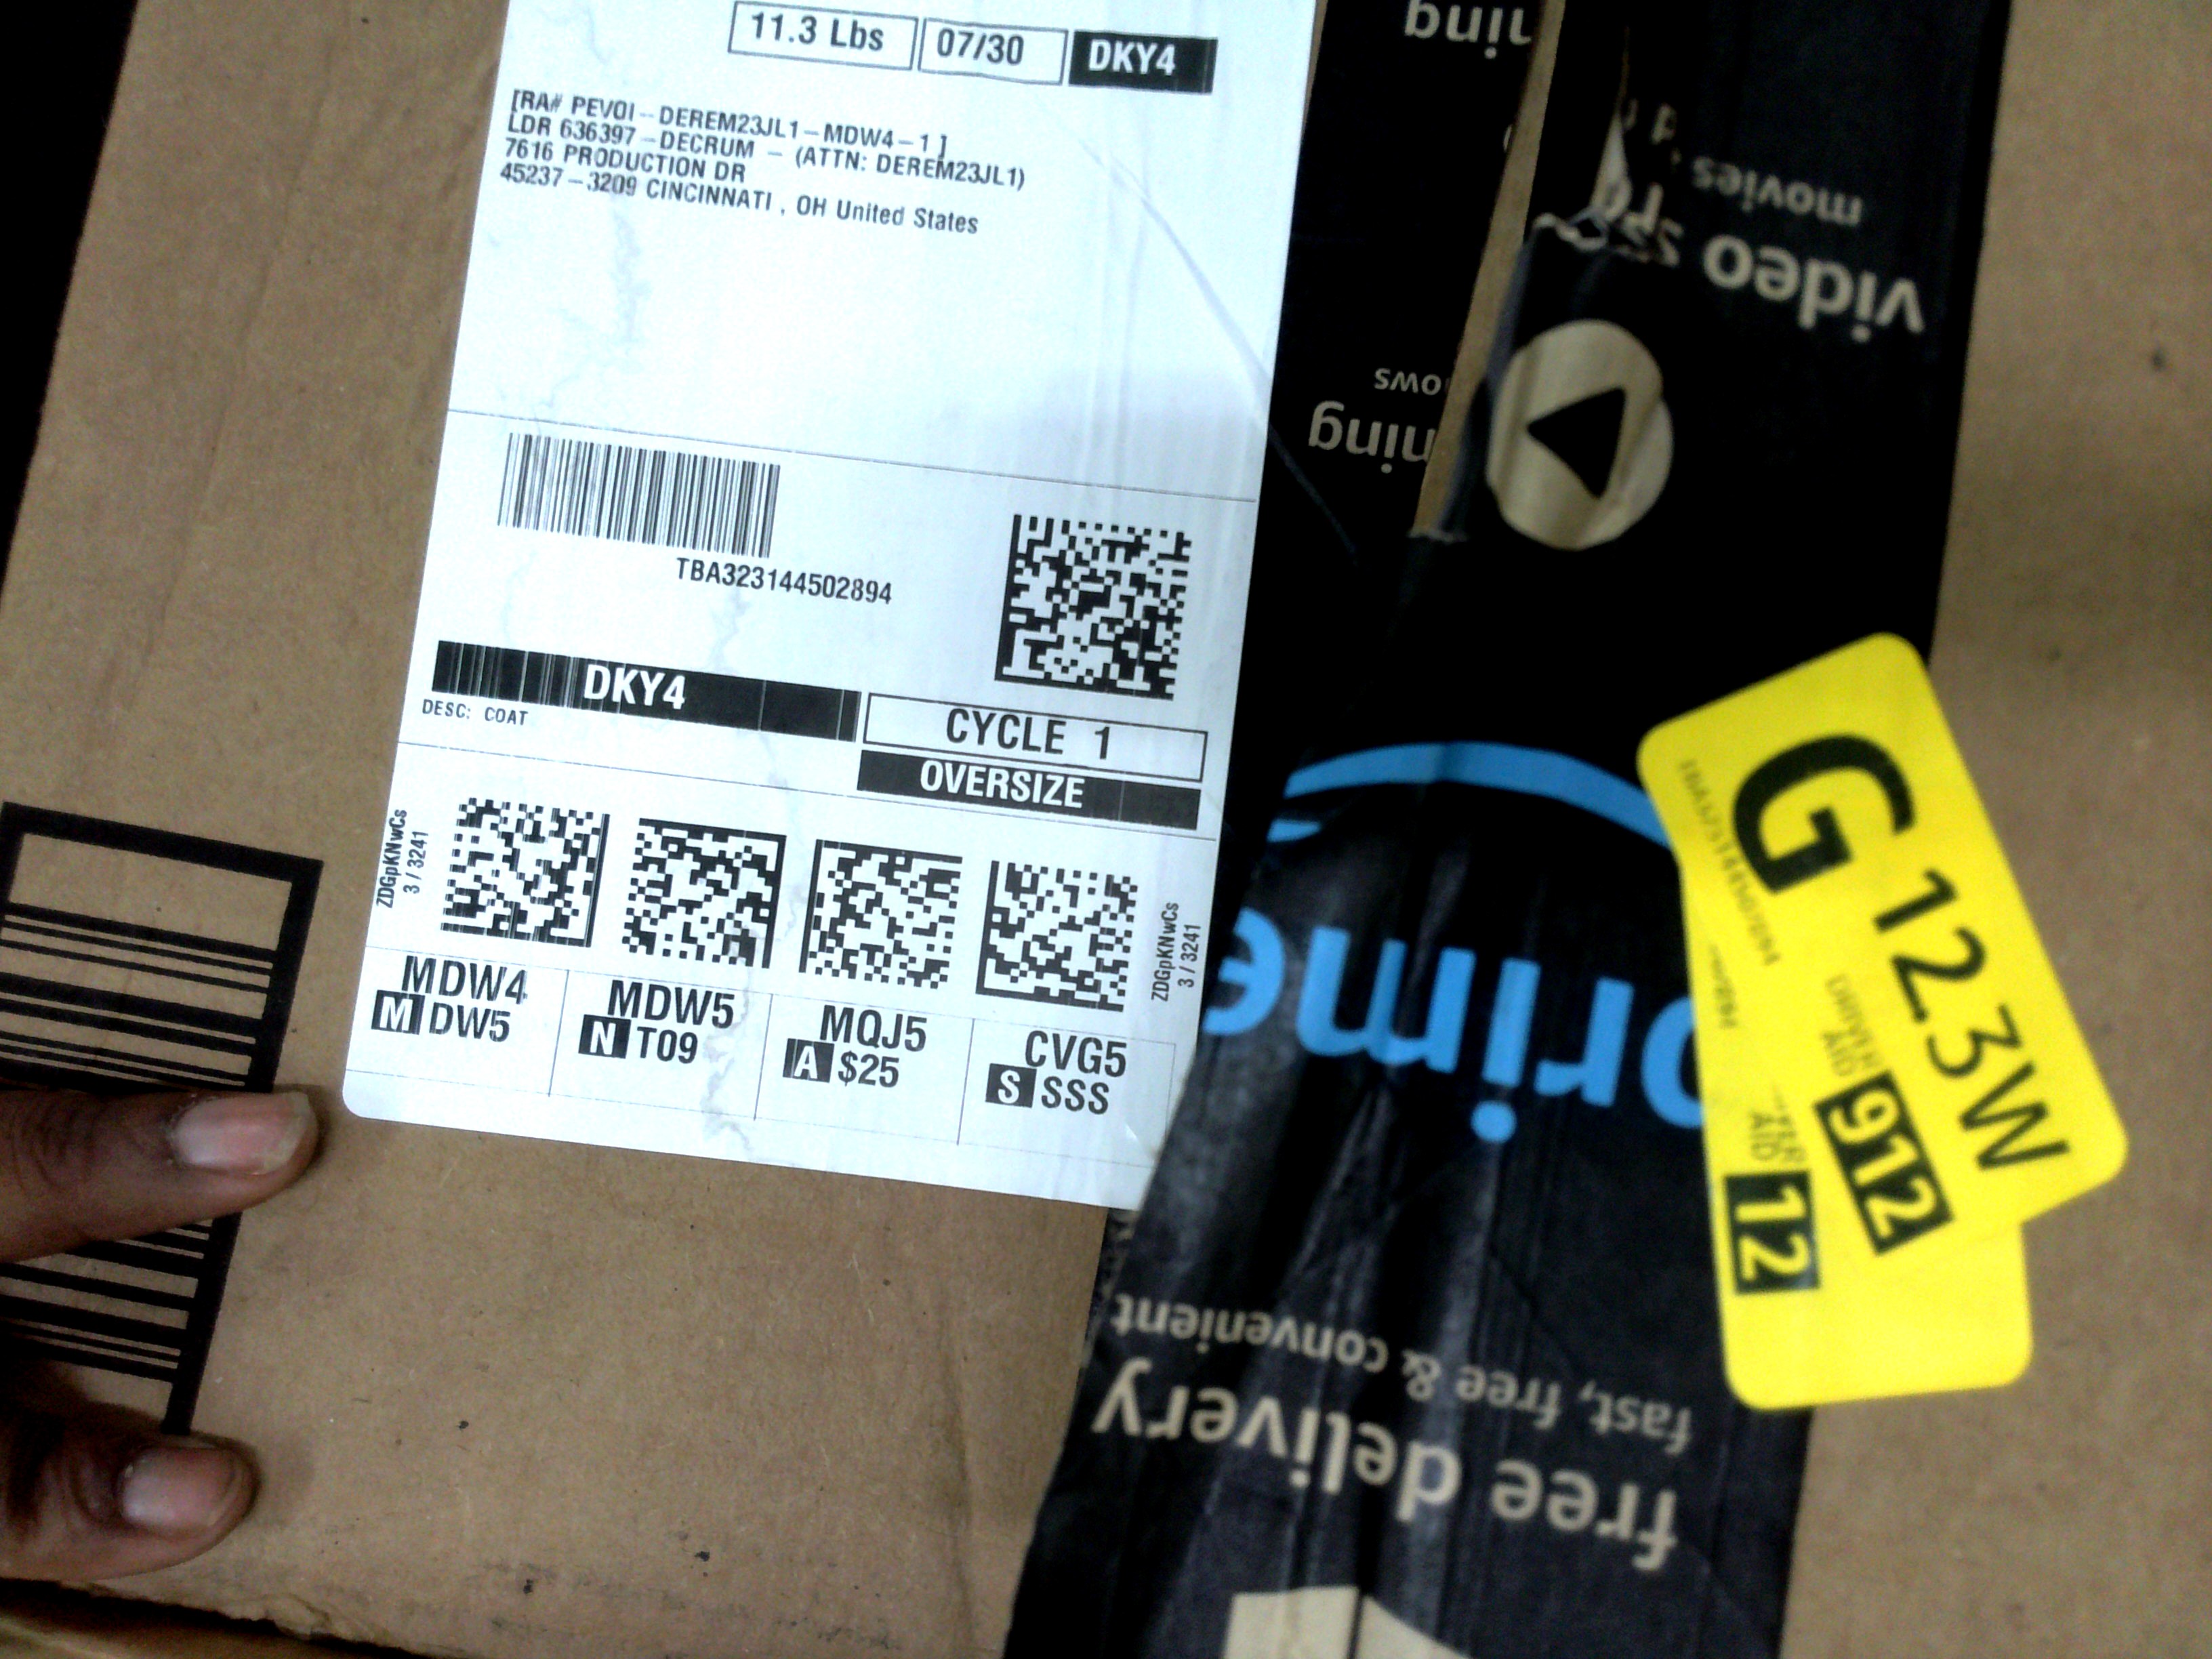 11.3 Lbs 07/30 DKY4
[RA# PEVOI-DEREM23JL1-MDW4-1 ]
LDR 636397-DECRUM - (ATTN: DEREM23JL1)
7616 PRODUCTION DR
45237-3209 CINCINNATI , OH United States
TBA323144502894
DKY4
DESC: COAT
CYCLE 1
OVERSIZE
ZDGpKNwCs
3 / 3241
ZDGpKNwCs
3 / 3241
MDW4
M DW5
MDW5
N T09
MQJ5
A $25
CVG5
S SSS
G
123W
912
12
ning
movies
video
ows
ning
prime
fast, free & convenient
free delivery